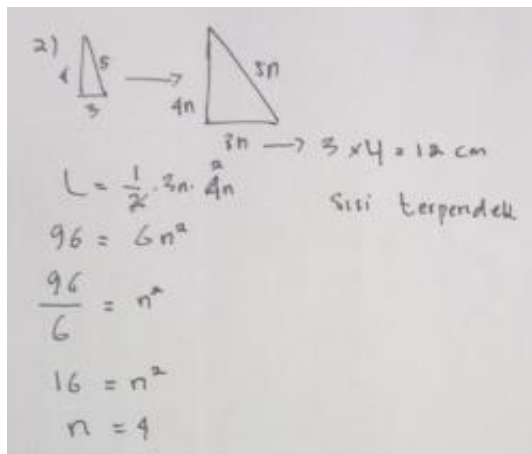 2)
4
5
3
4n
5n
3n → 3 x 4 = 12 cm
Sisi terpendek
L = 1/2 . 3n . 4n
2
96 = 6n²
96/6 = n²
16 = n²
n = 4